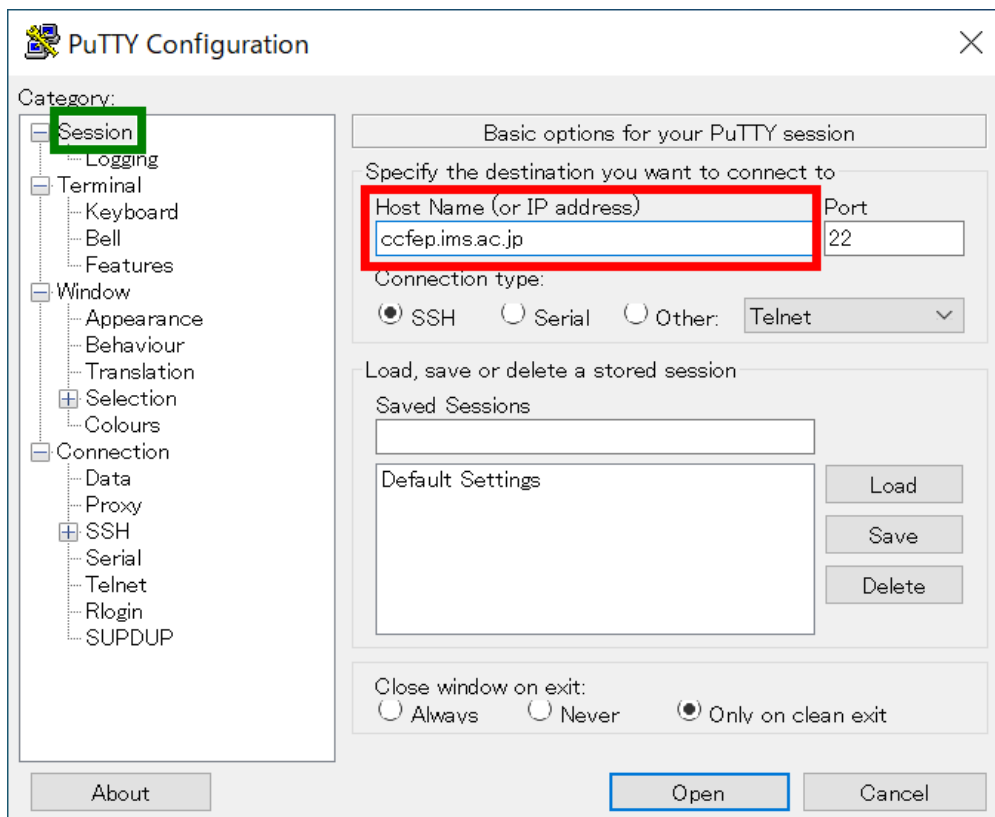 PuTTY Configuration
Category:
Session
Logging
Terminal
Keyboard
Bell
Features
Window
Appearance
Behaviour
Translation
Selection
Colours
Connection
Data
Proxy
SSH
Serial
Telnet
Rlogin
SUPDUP
Basic options for your PuTTY session
Specify the destination you want to connect to
Host Name (or IP address) Port
ccfep.ims.ac.jp 22
Connection type:
SSH Serial Other: Telnet
Load, save or delete a stored session
Saved Sessions
Default Settings
Load
Save
Delete
Close window on exit:
Always Never Only on clean exit
About Open Cancel